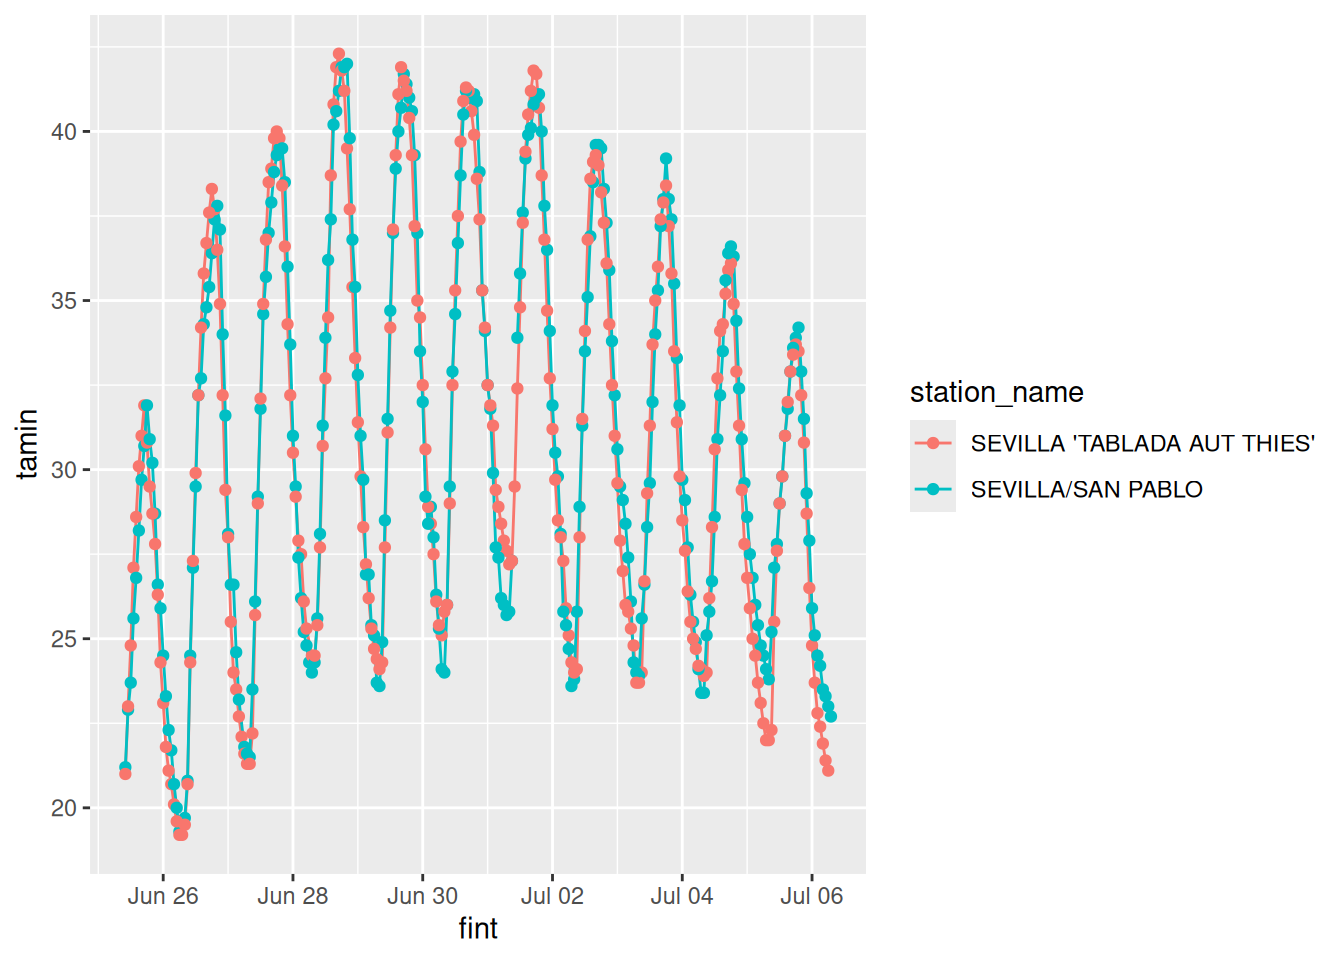 40
35
30
25
20
tamin
Jun 26
Jun 28
Jun 30
Jul 02
Jul 04
Jul 06
fint
station_name
SEVILLA 'TABLADA AUT THIES'
SEVILLA/SAN PABLO